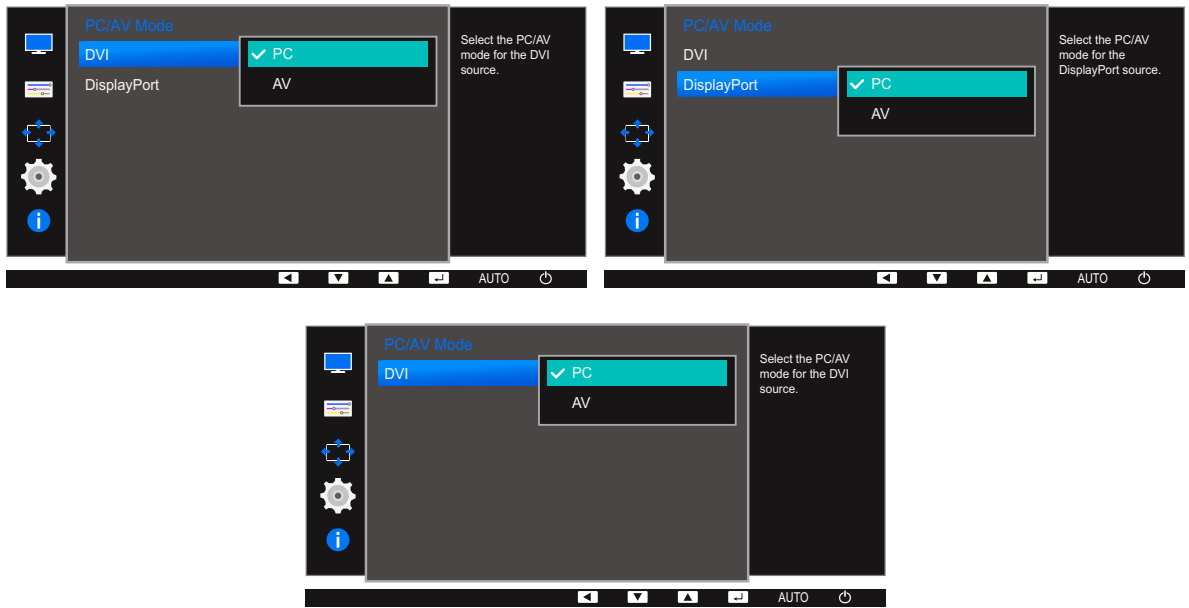 PC/AV Mode
DVI
PC
DisplayPort
AV
Select the PC/AV
mode for the DVI
source.
AUTO
PC/AV Mode
DVI
DisplayPort
PC
AV
Select the PC/AV
mode for the
DisplayPort source.
AUTO
PC/AV Mode
DVI
PC
AV
Select the PC/AV
mode for the DVI
source.
AUTO